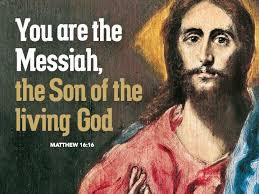 You are the
Messiah,
the Son of the
living God
MATTHEW 16:16